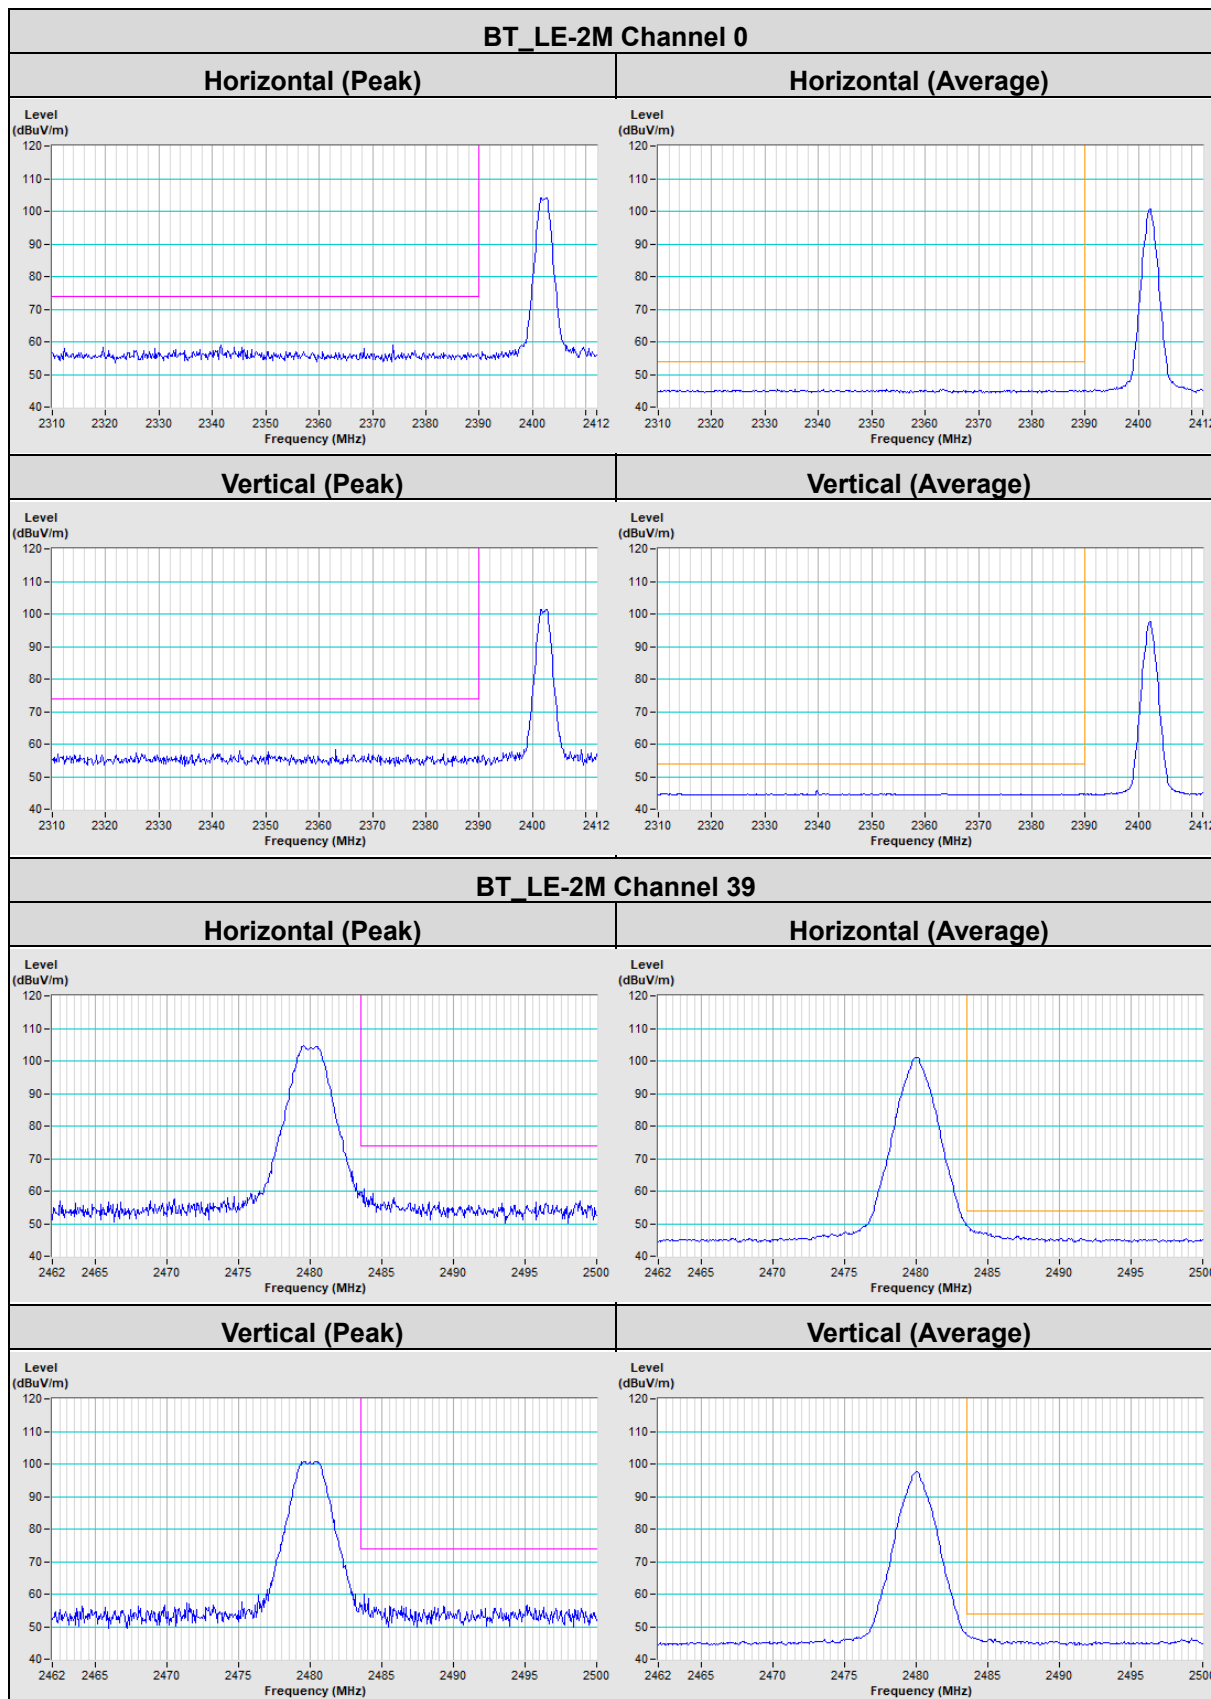 BT_LE-2M Channel 0
Horizontal (Peak)
Horizontal (Average)
Level
(dBuV/m)
120
110
100
90
80
70
60
50
40
2310 2320 2330 2340 2350 2360 2370 2380 2390 2400 2412
Frequency (MHz)
Level
(dBuV/m)
120
110
100
90
80
70
60
50
40
2310 2320 2330 2340 2350 2360 2370 2380 2390 2400 2412
Frequency (MHz)
Vertical (Peak)
Vertical (Average)
Level
(dBuV/m)
120
110
100
90
80
70
60
50
40
2310 2320 2330 2340 2350 2360 2370 2380 2390 2400 2412
Frequency (MHz)
Level
(dBuV/m)
120
110
100
90
80
70
60
50
40
2310 2320 2330 2340 2350 2360 2370 2380 2390 2400 2412
Frequency (MHz)
BT_LE-2M Channel 39
Horizontal (Peak)
Horizontal (Average)
Level
(dBuV/m)
120
110
100
90
80
70
60
50
40
2462 2465 2470 2475 2480 2485 2490 2495 2500
Frequency (MHz)
Level
(dBuV/m)
120
110
100
90
80
70
60
50
40
2462 2465 2470 2475 2480 2485 2490 2495 2500
Frequency (MHz)
Vertical (Peak)
Vertical (Average)
Level
(dBuV/m)
120
110
100
90
80
70
60
50
40
2462 2465 2470 2475 2480 2485 2490 2495 2500
Frequency (MHz)
Level
(dBuV/m)
120
110
100
90
80
70
60
50
40
2462 2465 2470 2475 2480 2485 2490 2495 2500
Frequency (MHz)